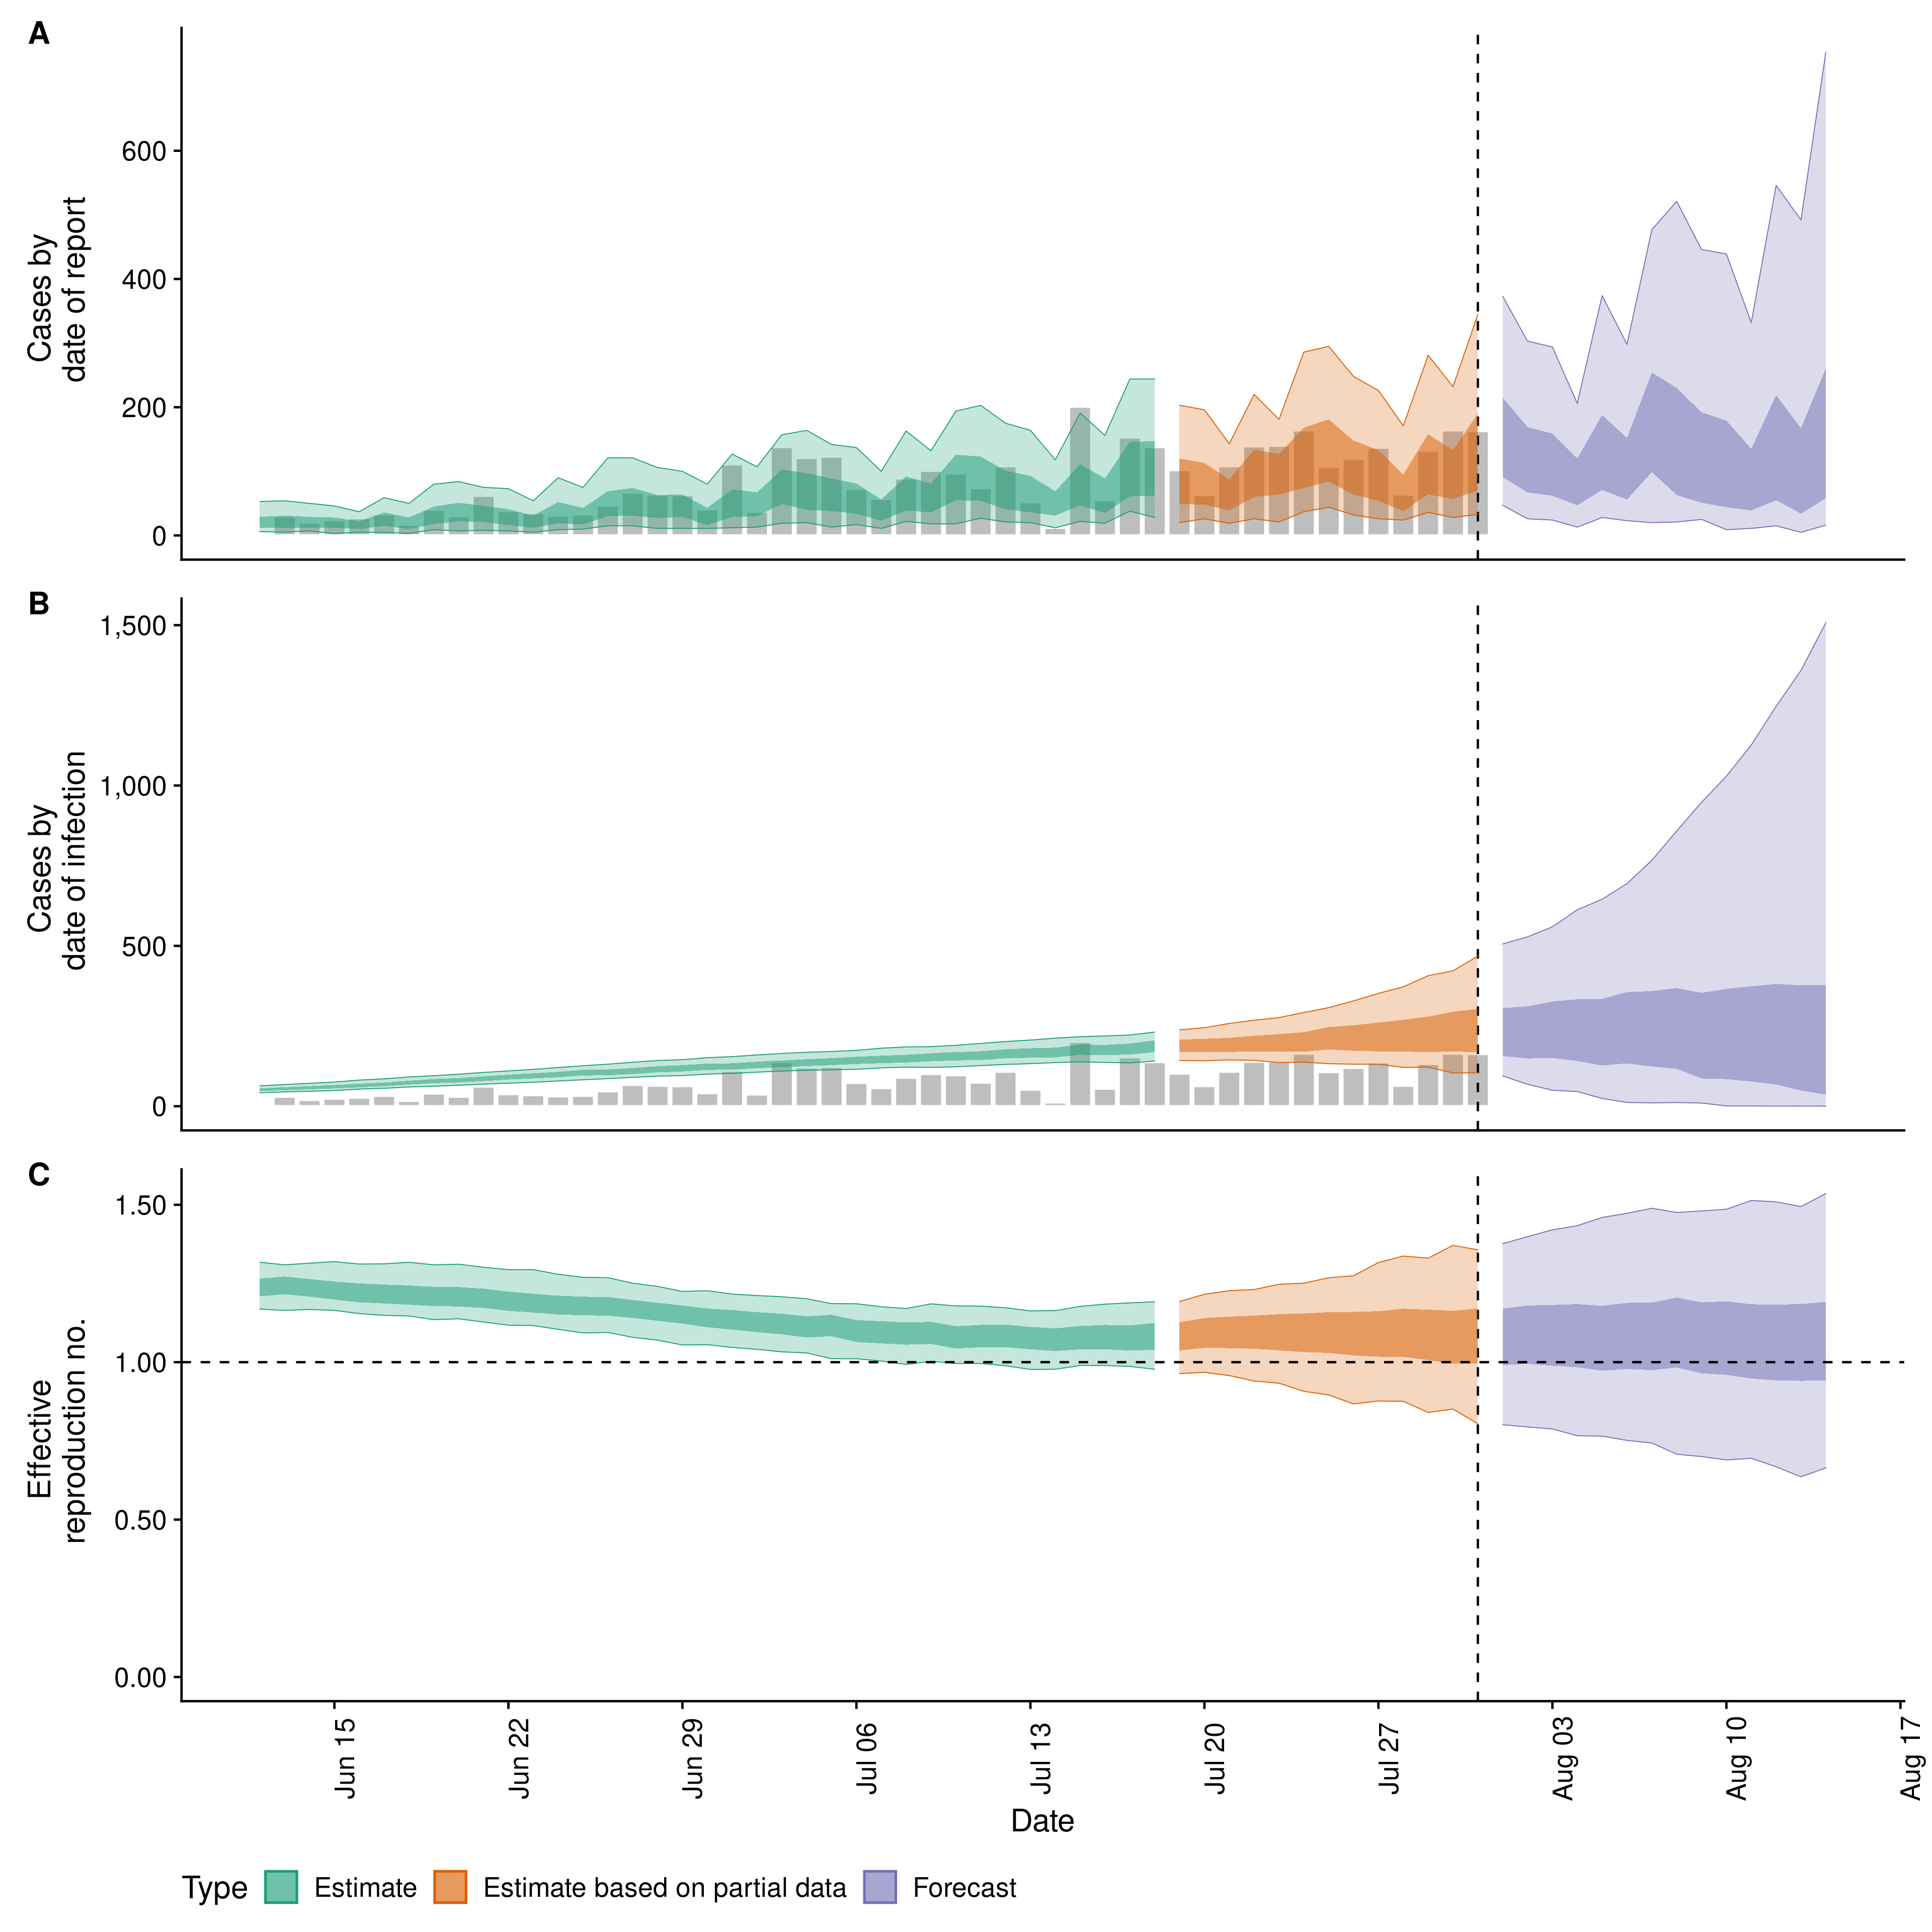 A
Cases by
date of report
600
400
200
0
B
Cases by
date of infection
1,500
1,000
500
0
C
Effective
reproduction no.
1.50
1.00
0.50
0.00
Jun 15
Jun 22
Jun 29
Jul 06
Jul 13
Jul 20
Jul 27
Aug 03
Aug 10
Aug 17
Date
Type Estimate Estimate based on partial data Forecast